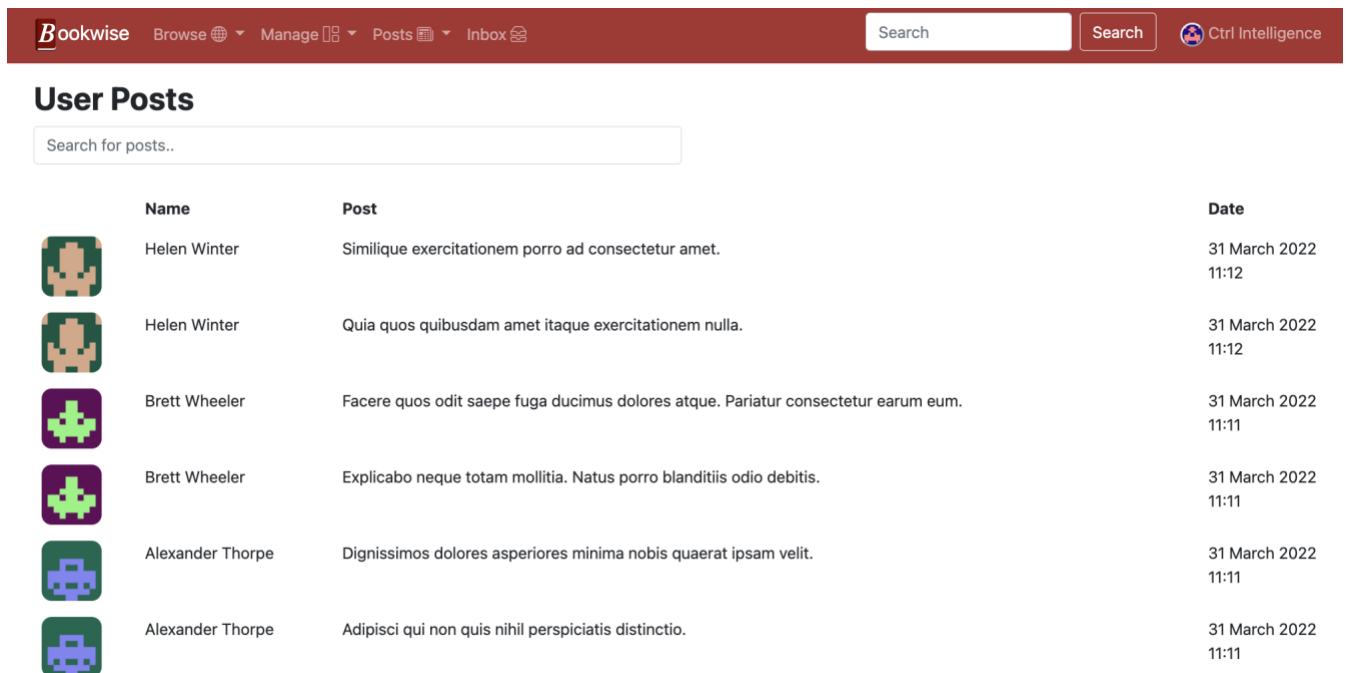 Bookwise Browse Manage Posts Inbox Search Search Ctrl Intelligence
User Posts
Search for posts..
Name Post Date
Helen Winter Similique exercitationem porro ad consectetur amet. 31 March 2022
11:12
Helen Winter Quia quos quibusdam amet itaque exercitationem nulla. 31 March 2022
11:12
Brett Wheeler Facere quos odit saepe fuga ducimus dolores atque. Pariatur consectetur earum eum. 31 March 2022
11:11
Brett Wheeler Explicabo neque totam mollitia. Natus porro blanditiis odio debitis. 31 March 2022
11:11
Alexander Thorpe Dignissimos dolores asperiores minima nobis quaerat ipsam velit. 31 March 2022
11:11
Alexander Thorpe Adipisci qui non quis nihil perspiciatis distinctio. 31 March 2022
11:11